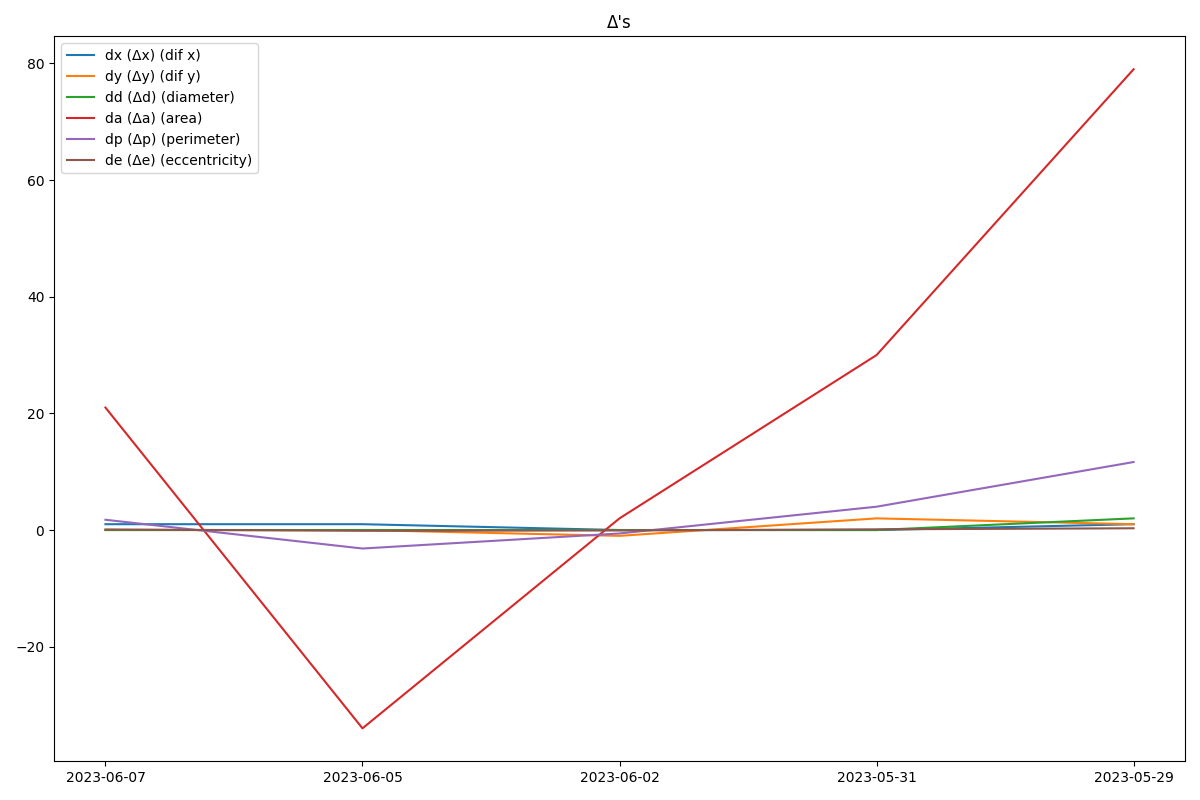 Δ's
dx (Δx) (dif x)
dy (Δy) (dif y)
dd (Δd) (diameter)
da (Δa) (area)
dp (Δp) (perimeter)
de (Δe) (eccentricity)
80
60
40
20
0
−20
2023-06-07 2023-06-05 2023-06-02 2023-05-31 2023-05-29